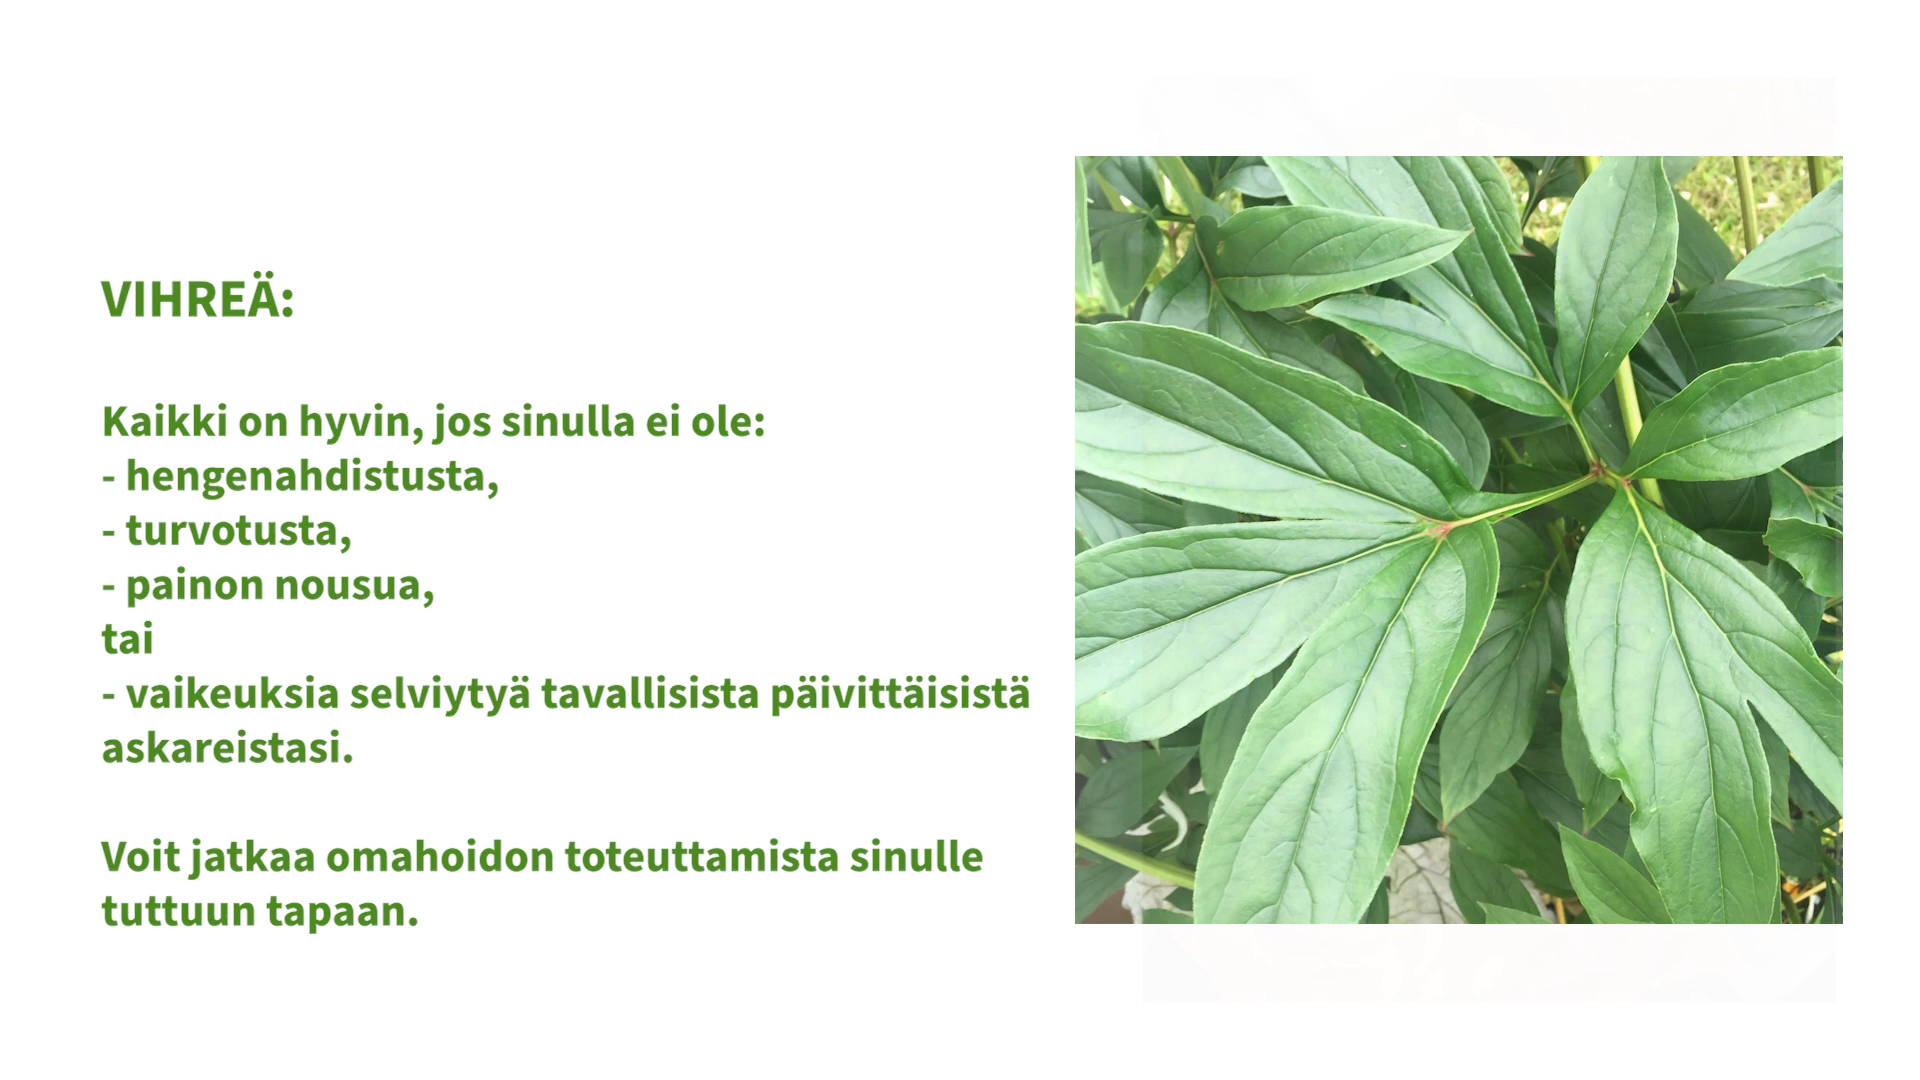 VIHREÄ:
Kaikki on hyvin, jos sinulla ei ole:
- hengenahdistusta,
- turvotusta,
- painon nousua,
tai
- vaikeuksia selviytyä tavallisista päivittäisistä
askareistasi.
Voit jatkaa omahoidon toteuttamista sinulle
tuttuun tapaan.